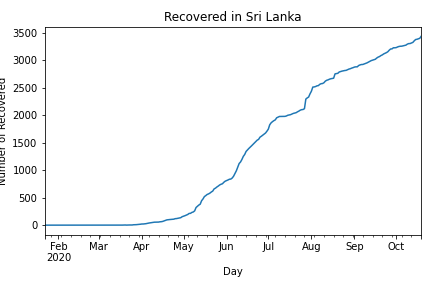 Recovered in Sri Lanka
Number of Recovered
3500
3000
2500
2000
1500
1000
500
0
Feb Mar Apr May Jun Jul Aug Sep Oct
2020
Day